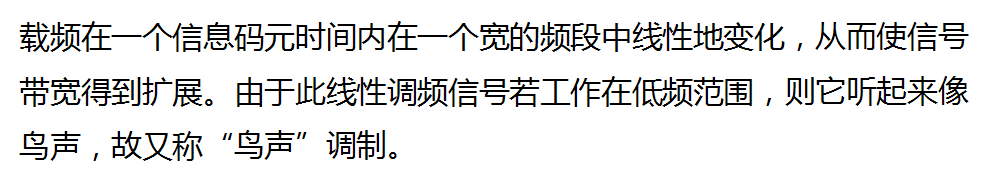 载频在一个信息码元时间内在一个宽的频段中线性地变化，从而使信号
带宽得到扩展。由于此线性调频信号若工作在低频范围，则它听起来像
鸟声，故又称“鸟声”调制。